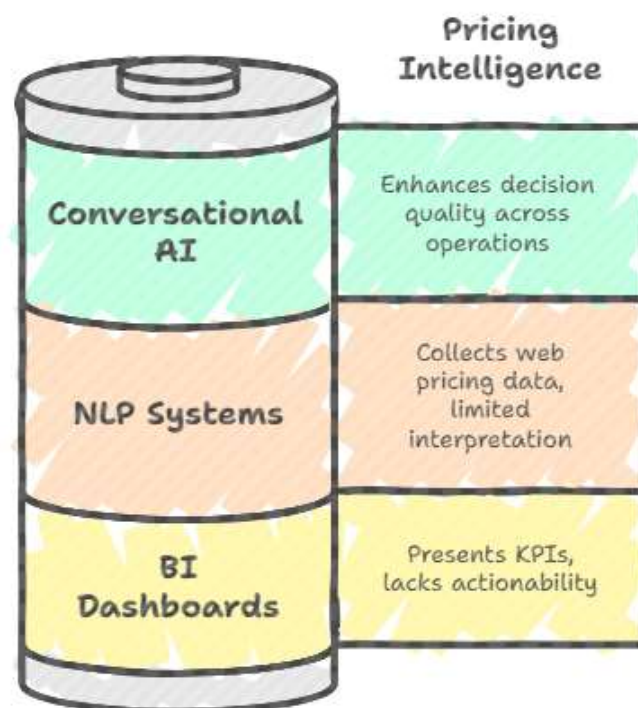 Pricing
Intelligence
Conversational
AI
Enhances decision
quality across
operations
NLP Systems
Collects web
pricing data,
limited
interpretation
BI
Dashboards
Presents KPIs,
lacks actionability